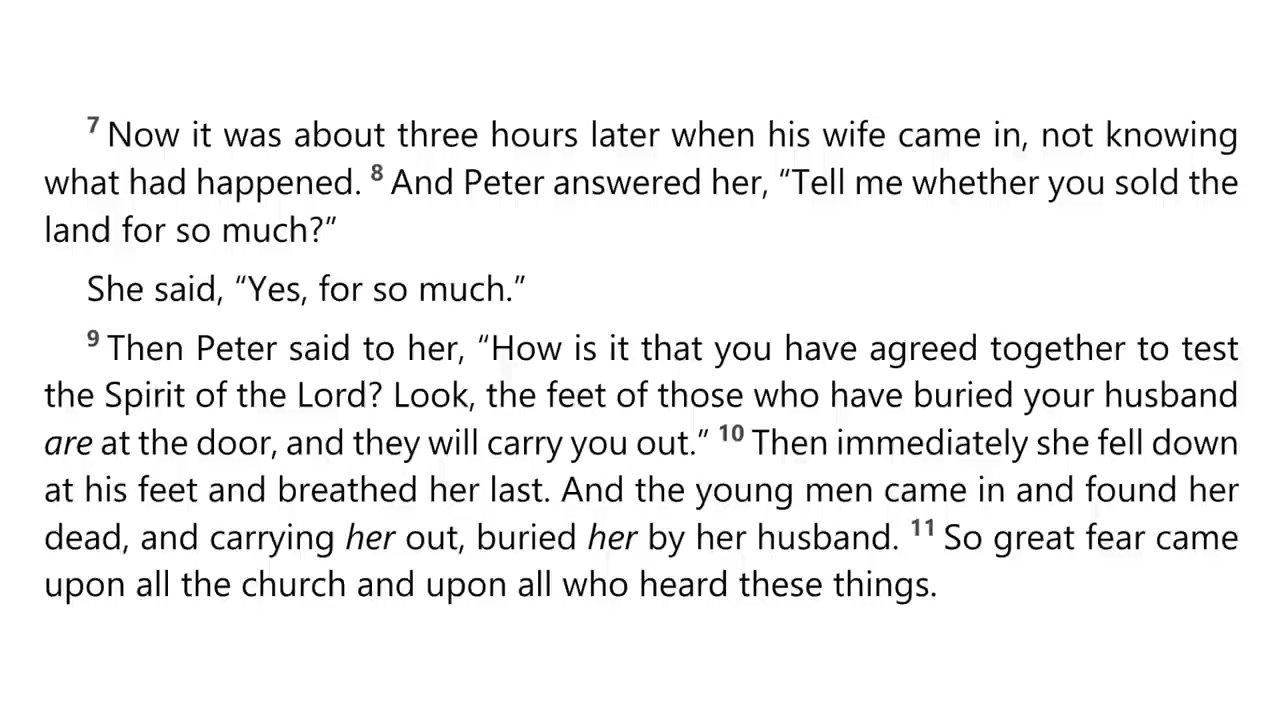 7 Now it was about three hours later when his wife came in, not knowing
what had happened. 8 And Peter answered her, “Tell me whether you sold the
land for so much?”
She said, “Yes, for so much.”
9 Then Peter said to her, “How is it that you have agreed together to test
the Spirit of the Lord? Look, the feet of those who have buried your husband
are at the door, and they will carry you out.” 10 Then immediately she fell down
at his feet and breathed her last. And the young men came in and found her
dead, and carrying her out, buried her by her husband. 11 So great fear came
upon all the church and upon all who heard these things.